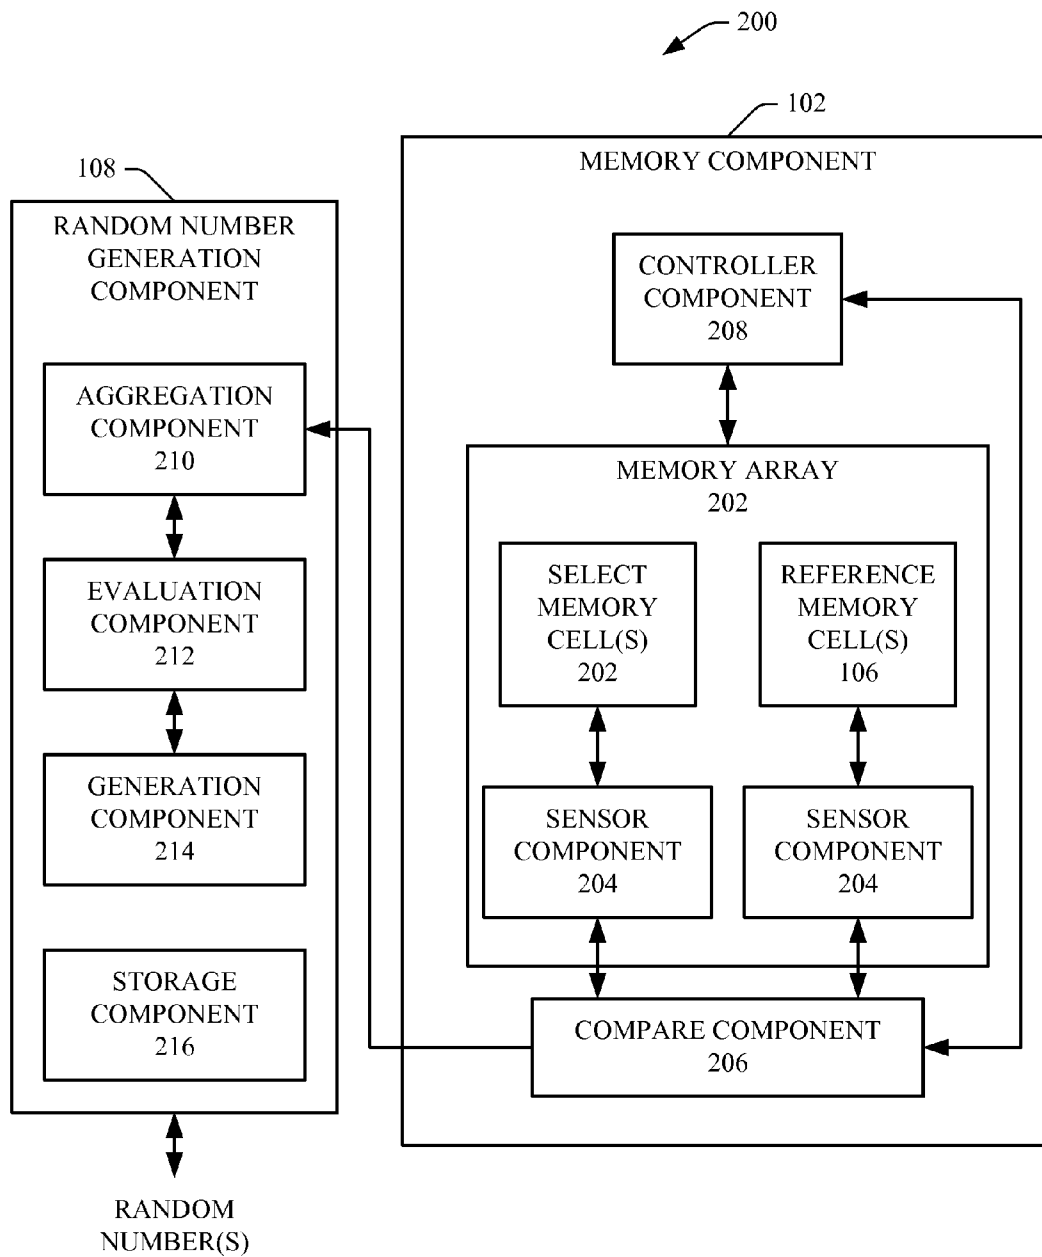 200
102
MEMORY COMPONENT
108
RANDOM NUMBER
GENERATION
COMPONENT
CONTROLLER
COMPONENT
208
AGGREGATION
COMPONENT
210
MEMORY ARRAY
202
EVALUATION
COMPONENT
212
SELECT
MEMORY
CELL(S)
202
REFERENCE
MEMORY
CELL(S)
106
GENERATION
COMPONENT
214
SENSOR
COMPONENT
204
SENSOR
COMPONENT
204
STORAGE
COMPONENT
216
COMPARE COMPONENT
206
RANDOM
NUMBER(S)